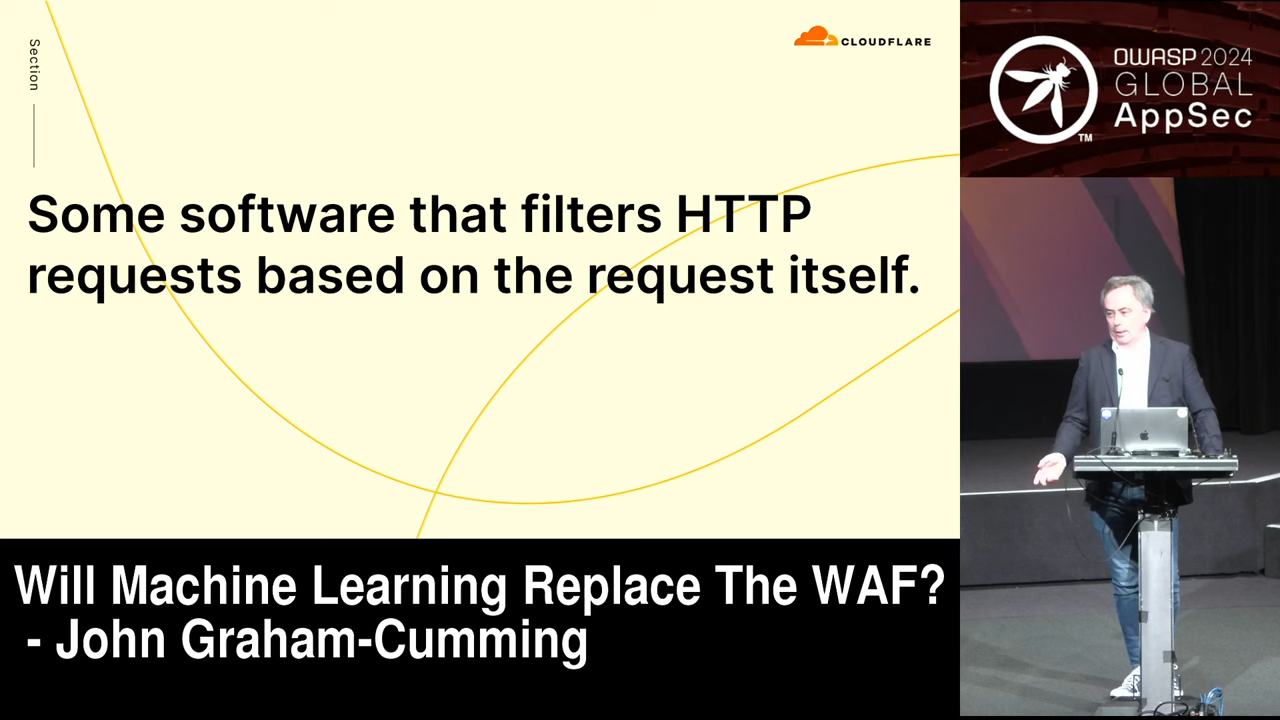 Section
CLOUDFLARE
Some software that filters HTTP
requests based on the request itself.
OWASP 2024
GLOBAL
AppSec
TM
Will Machine Learning Replace The WAF?
- John Graham-Cumming